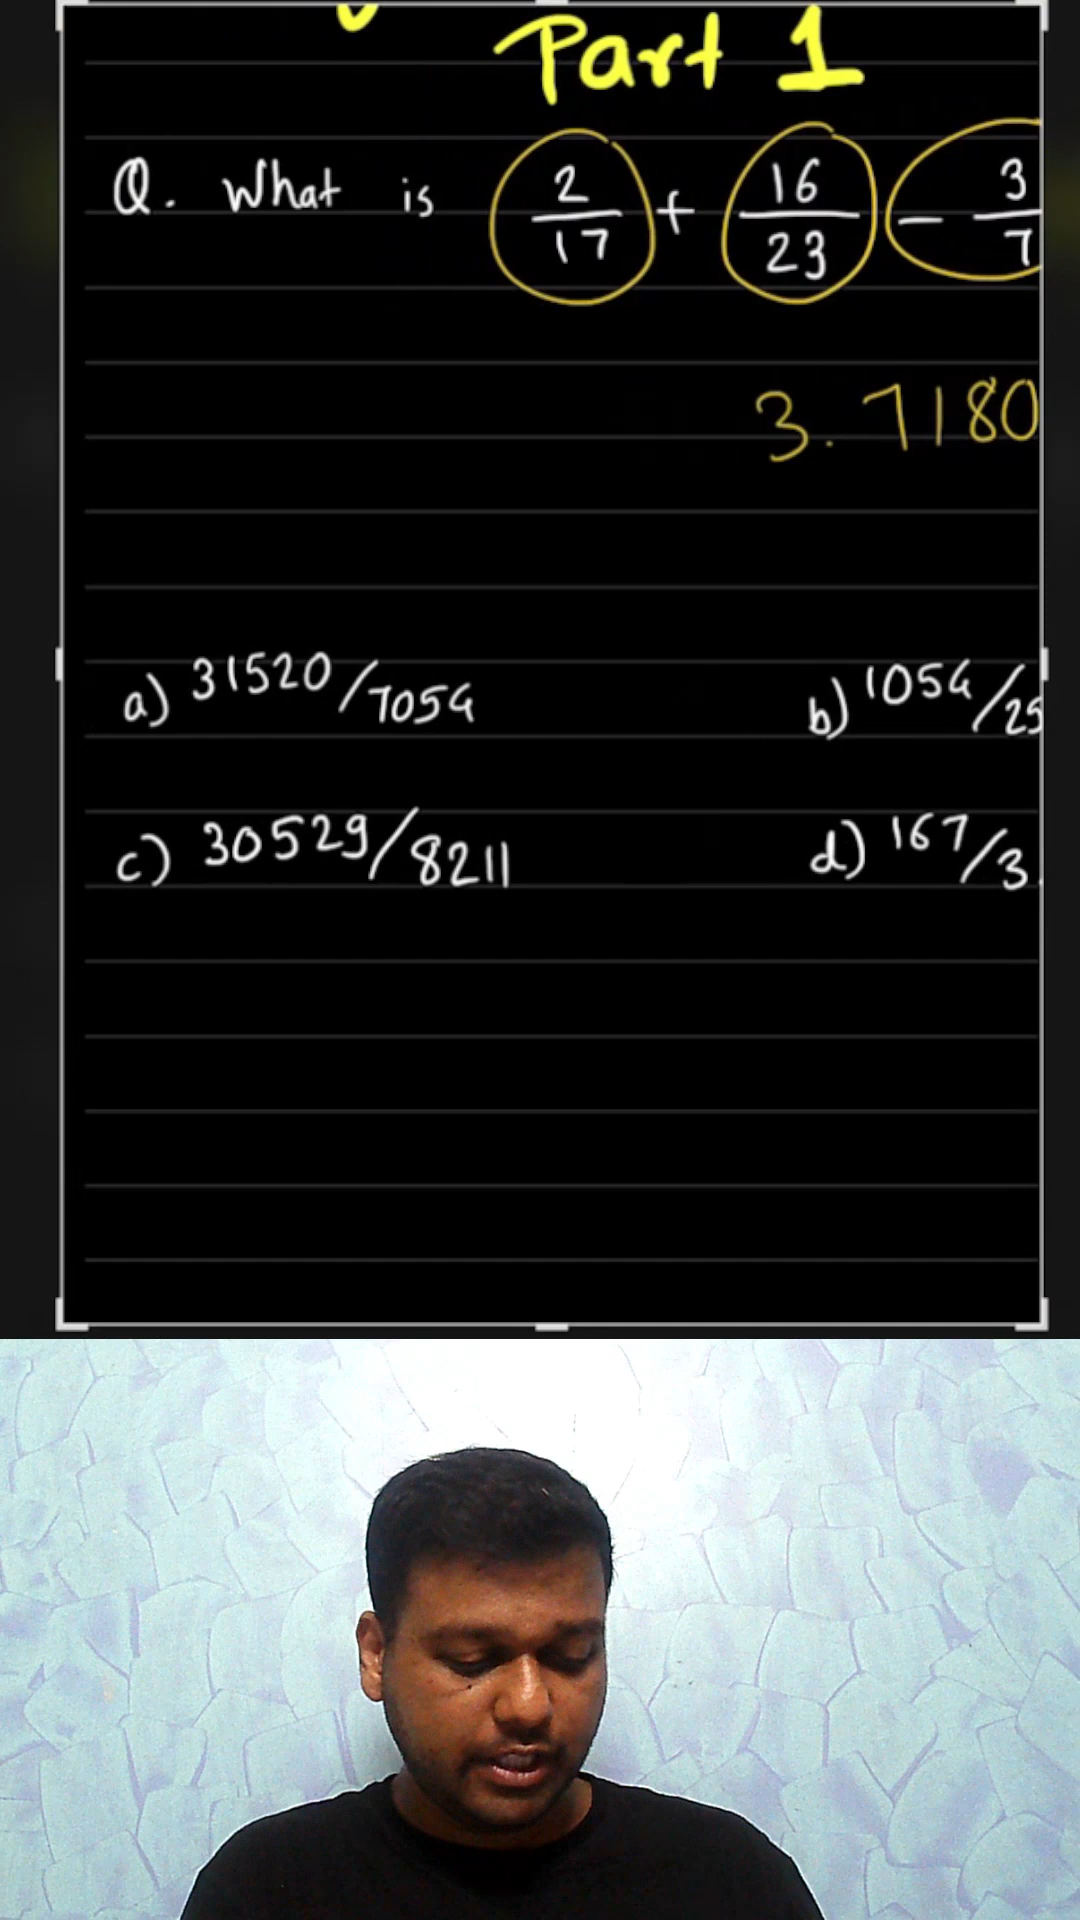 Part 1
Q. What is 2/17 + 16/23 - 3/7
3.7180
a) 31520/7054
b) 1054/25
c) 30529/8211
d) 167/3